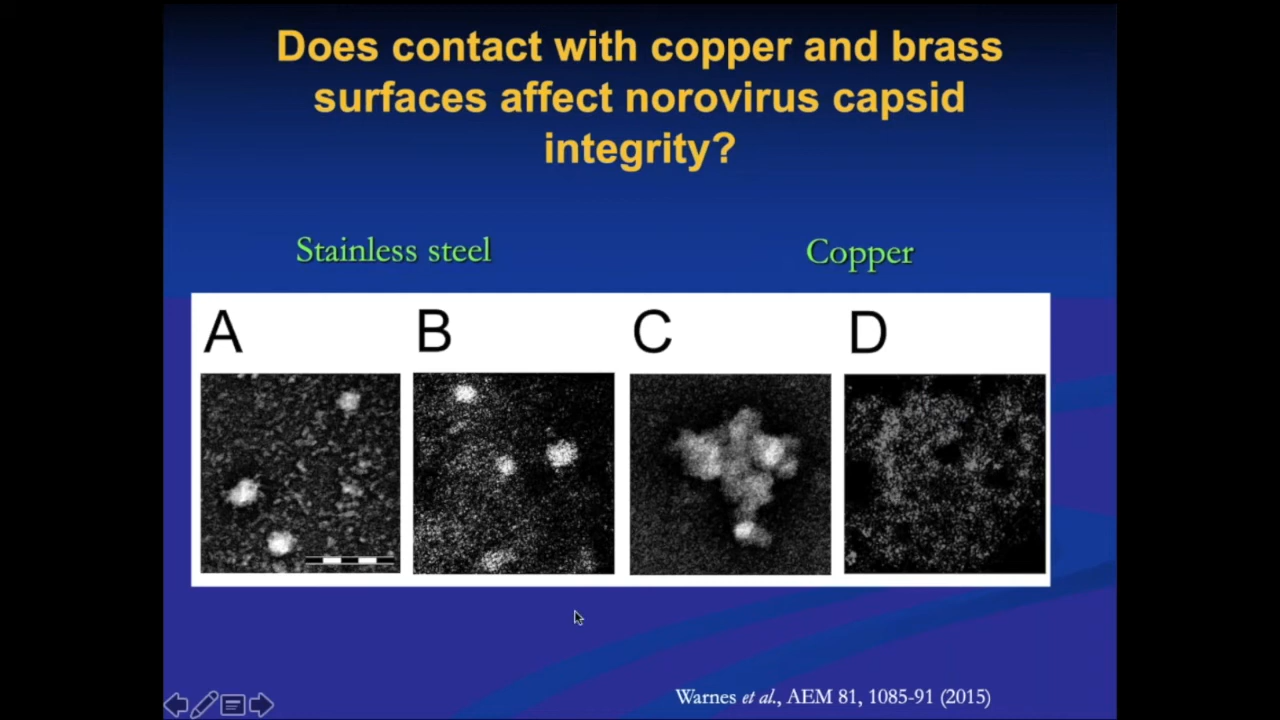 Does contact with copper and brass
surfaces affect norovirus capsid
integrity?
Stainless steel
Copper
A
B
C
D
Warnes et al., AEM 81, 1085-91 (2015)